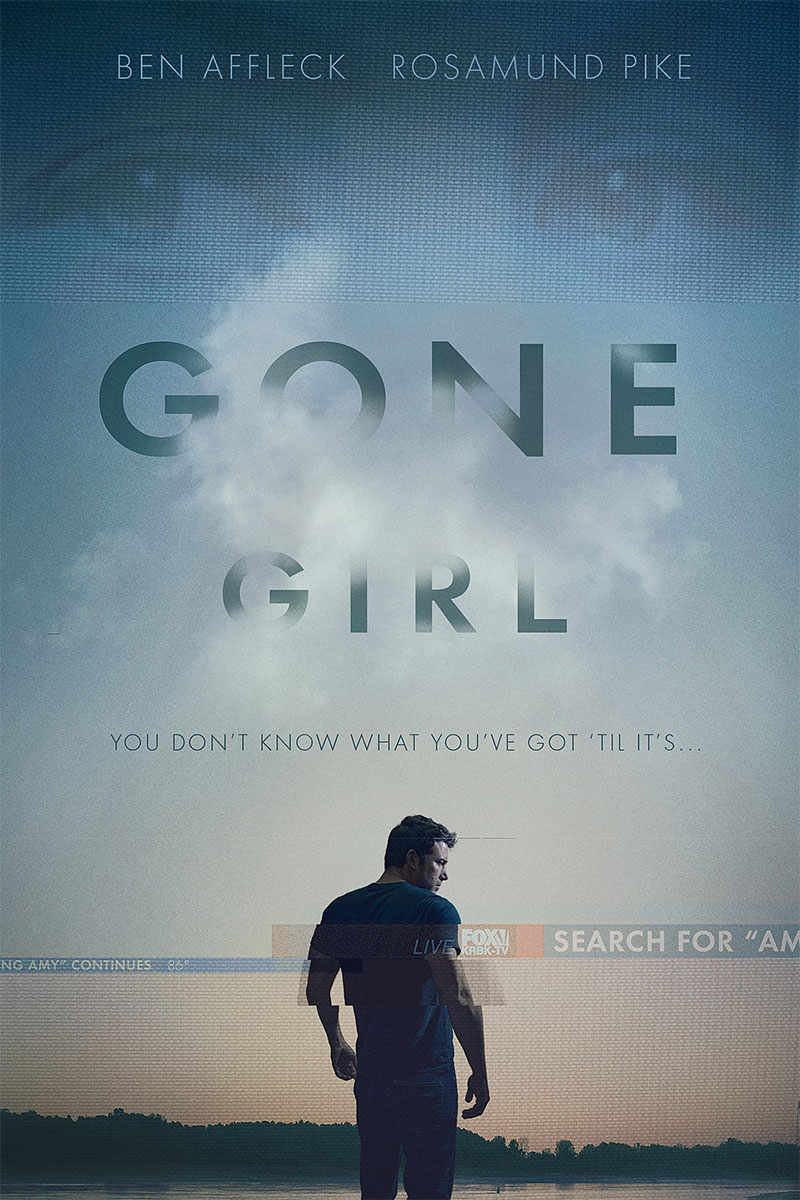 BEN AFFLECK ROSAMUND PIKE
GONE
GIRL
YOU DON'T KNOW WHAT YOU'VE GOT 'TIL IT'S...
LIVE FOX! KRBK-TV SEARCH FOR "AM
NG AMY" CONTINUES 86°